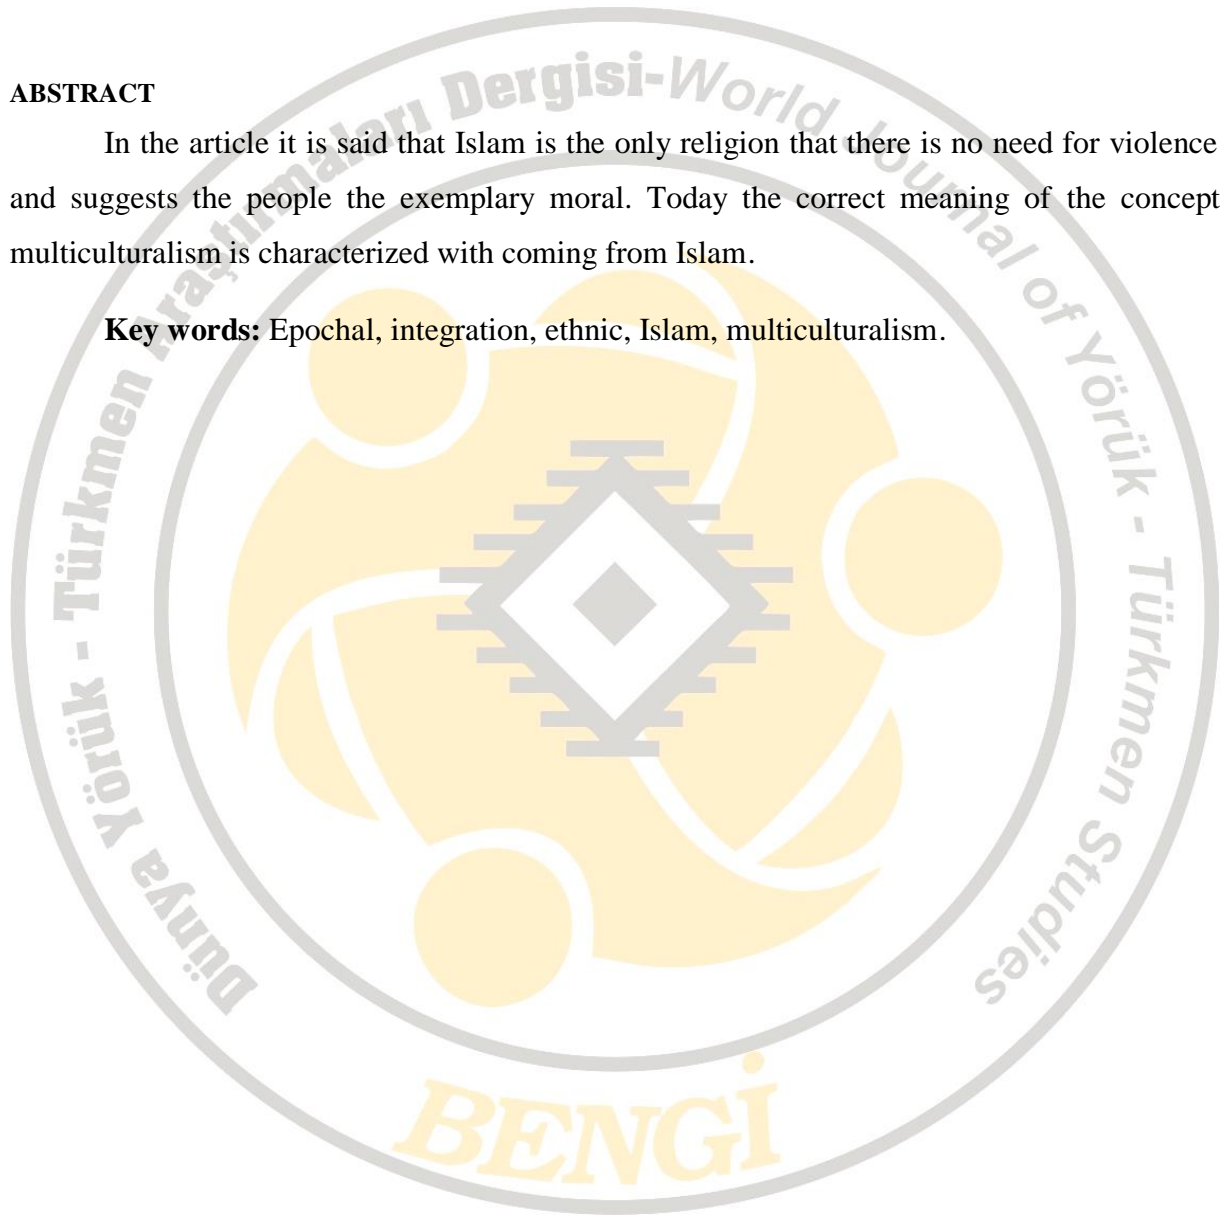 ABSTRACT
In the article it is said that Islam is the only religion that there is no need for violence
and suggests the people the exemplary moral. Today the correct meaning of the concept
multiculturalism is characterized with coming from Islam.
Key words: Epochal, integration, ethnic, Islam, multiculturalism.
Dünya Yörük - Türkmen Araştırmaları Dergisi-World Journal of Yörük - Türkmen Studies
BENGİ